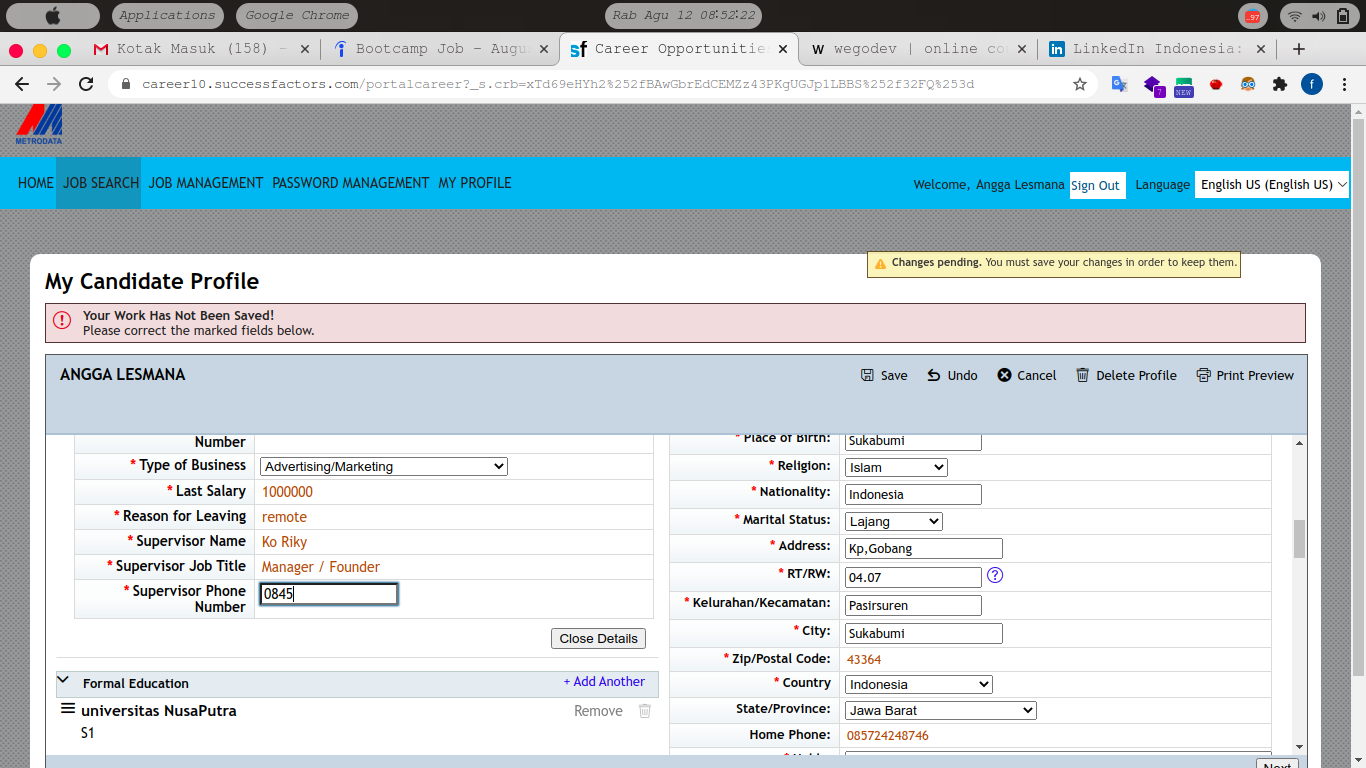 Applications
Google Chrome
Rab Agu 12 08:52:22
97
Kotak Masuk (158) –
Bootcamp Job – Augu
Career Opportunitie
wegodev | online co
LinkedIn Indonesia:
career10.successfactors.com/portalcareer?_s.crb=xTd69eHYh2%252fBAwGbrEdCEMZz43PKgUGJp1LBBS%252f32FQ%253d
7
NEW
f
METRODATA
HOME
JOB SEARCH
JOB MANAGEMENT
PASSWORD MANAGEMENT
MY PROFILE
Welcome, Angga Lesmana
Sign Out
Language
English US (English US)
Changes pending. You must save your changes in order to keep them.
My Candidate Profile
Your Work Has Not Been Saved!
Please correct the marked fields below.
ANGGA LESMANA
Save
Undo
Cancel
Delete Profile
Print Preview
Number
* Type of Business Advertising/Marketing
* Last Salary 1000000
* Reason for Leaving remote
* Supervisor Name Ko Riky
* Supervisor Job Title Manager / Founder
* Supervisor Phone
Number 0845
Close Details
Formal Education
+ Add Another
universitas NusaPutra
Remove
S1
* Place of Birth: Sukabumi
* Religion: Islam
* Nationality: Indonesia
* Marital Status: Lajang
* Address: Kp,Gobang
* RT/RW: 04.07 ?
* Kelurahan/Kecamatan: Pasirsuren
* City: Sukabumi
* Zip/Postal Code: 43364
* Country Indonesia
State/Province: Jawa Barat
Home Phone: 085724248746
Next